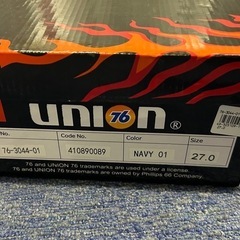 union 76 ®
No. Code No. Color
76-3044-01 410890089 NAVY 01 27.0
76 and UNION 76 trademarks are used under license.
76 and UNION 76 trademarks are owned by Phillips 66 Company.